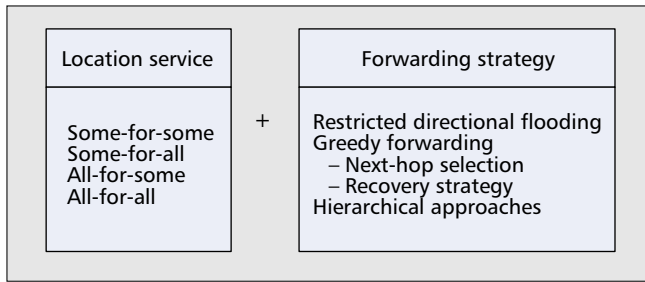 Location service
Some-for-some
Some-for-all
All-for-some
All-for-all
+
Forwarding strategy
Restricted directional flooding
Greedy forwarding
– Next-hop selection
– Recovery strategy
Hierarchical approaches